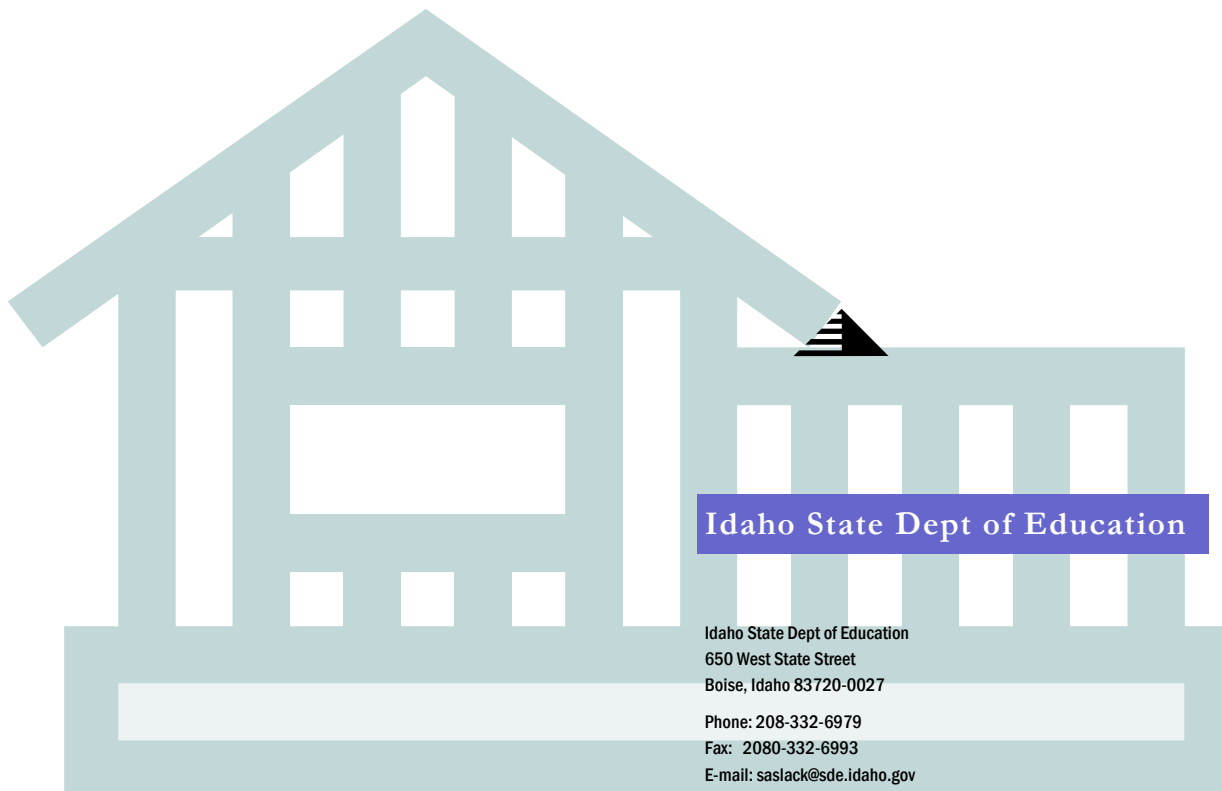 Idaho State Dept of Education
Idaho State Dept of Education
650 West State Street
Boise, Idaho 83720-0027
Phone: 208-332-6979
Fax: 2080-332-6993
E-mail: saslack@sde.idaho.gov